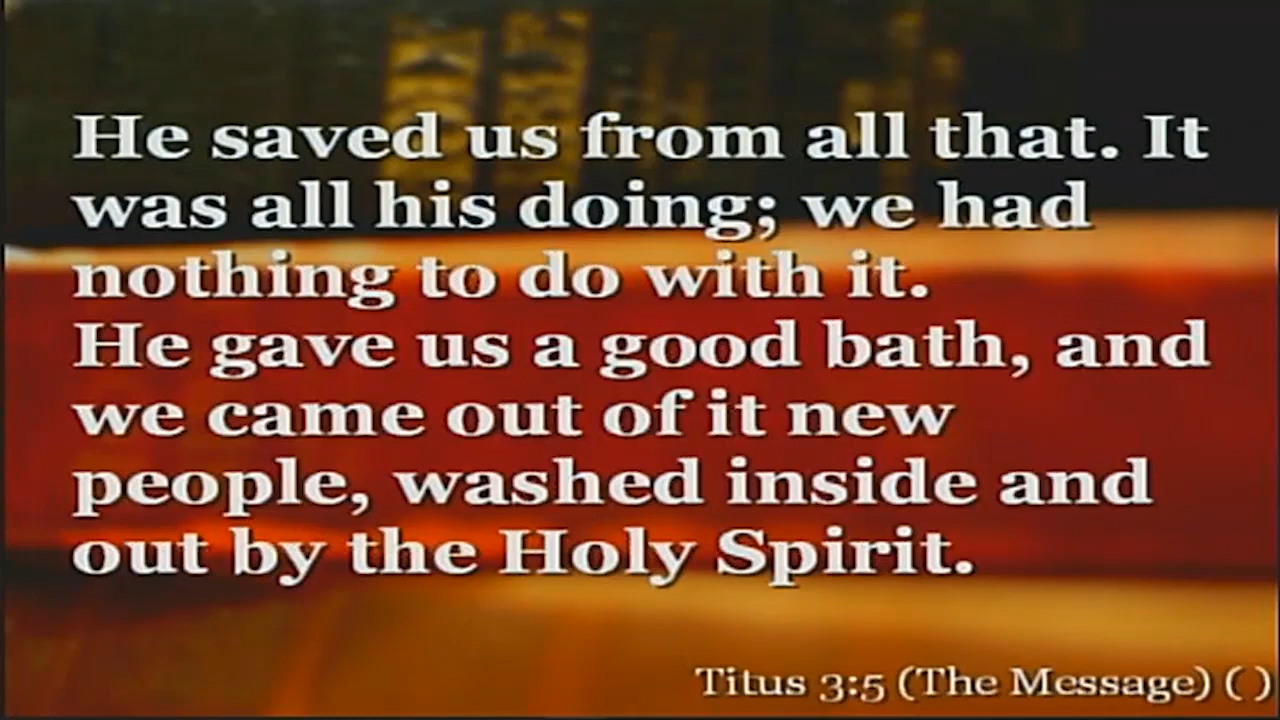 He saved us from all that. It
was all his doing; we had
nothing to do with it.
He gave us a good bath, and
we came out of it new
people, washed inside and
out by the Holy Spirit.
Titus 3:5 (The Message) ( )